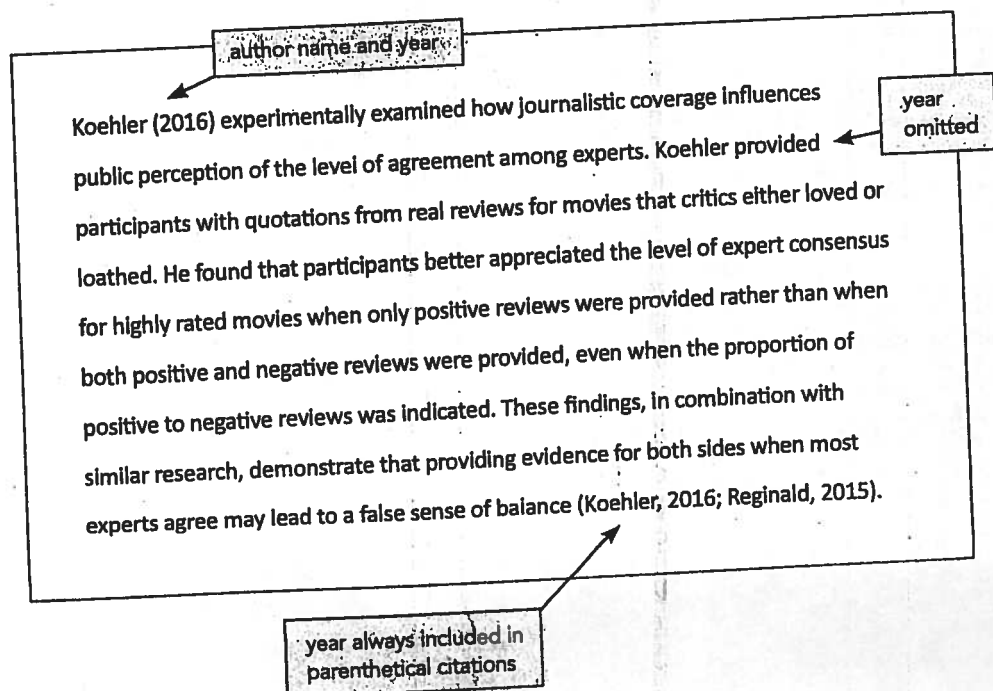 author name and year
Koehler (2016) experimentally examined how journalistic coverage influences
year
omitted
public perception of the level of agreement among experts. Koehler provided
participants with quotations from real reviews for movies that critics either loved or
loathed. He found that participants better appreciated the level of expert consensus
for highly rated movies when only positive reviews were provided rather than when
both positive and negative reviews were provided, even when the proportion of
positive to negative reviews was indicated. These findings, in combination with
similar research, demonstrate that providing evidence for both sides when most
experts agree may lead to a false sense of balance (Koehler, 2016; Reginald, 2015).
year always included in
parenthetical citations